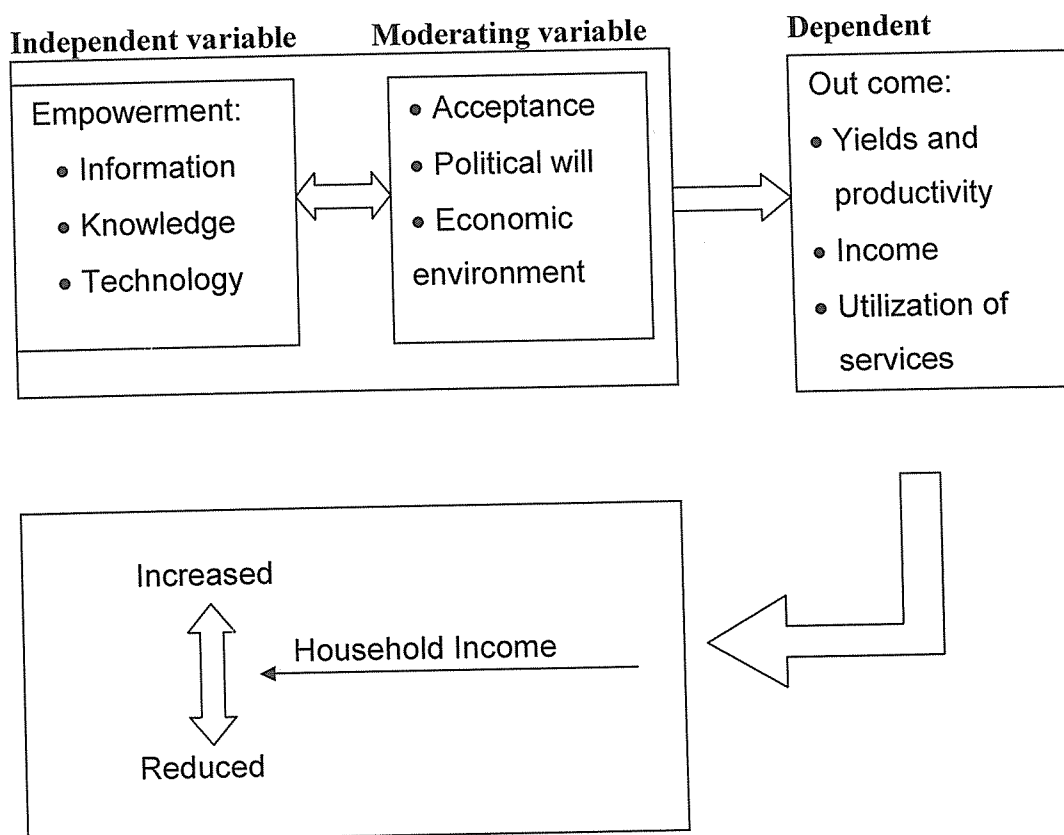 Independent variable
Moderating variable
Dependent
Empowerment:
• Information
• Knowledge
• Technology
• Acceptance
• Political will
• Economic
environment
Out come:
• Yields and
productivity
• Income
• Utilization of
services
Increased
Household Income
Reduced